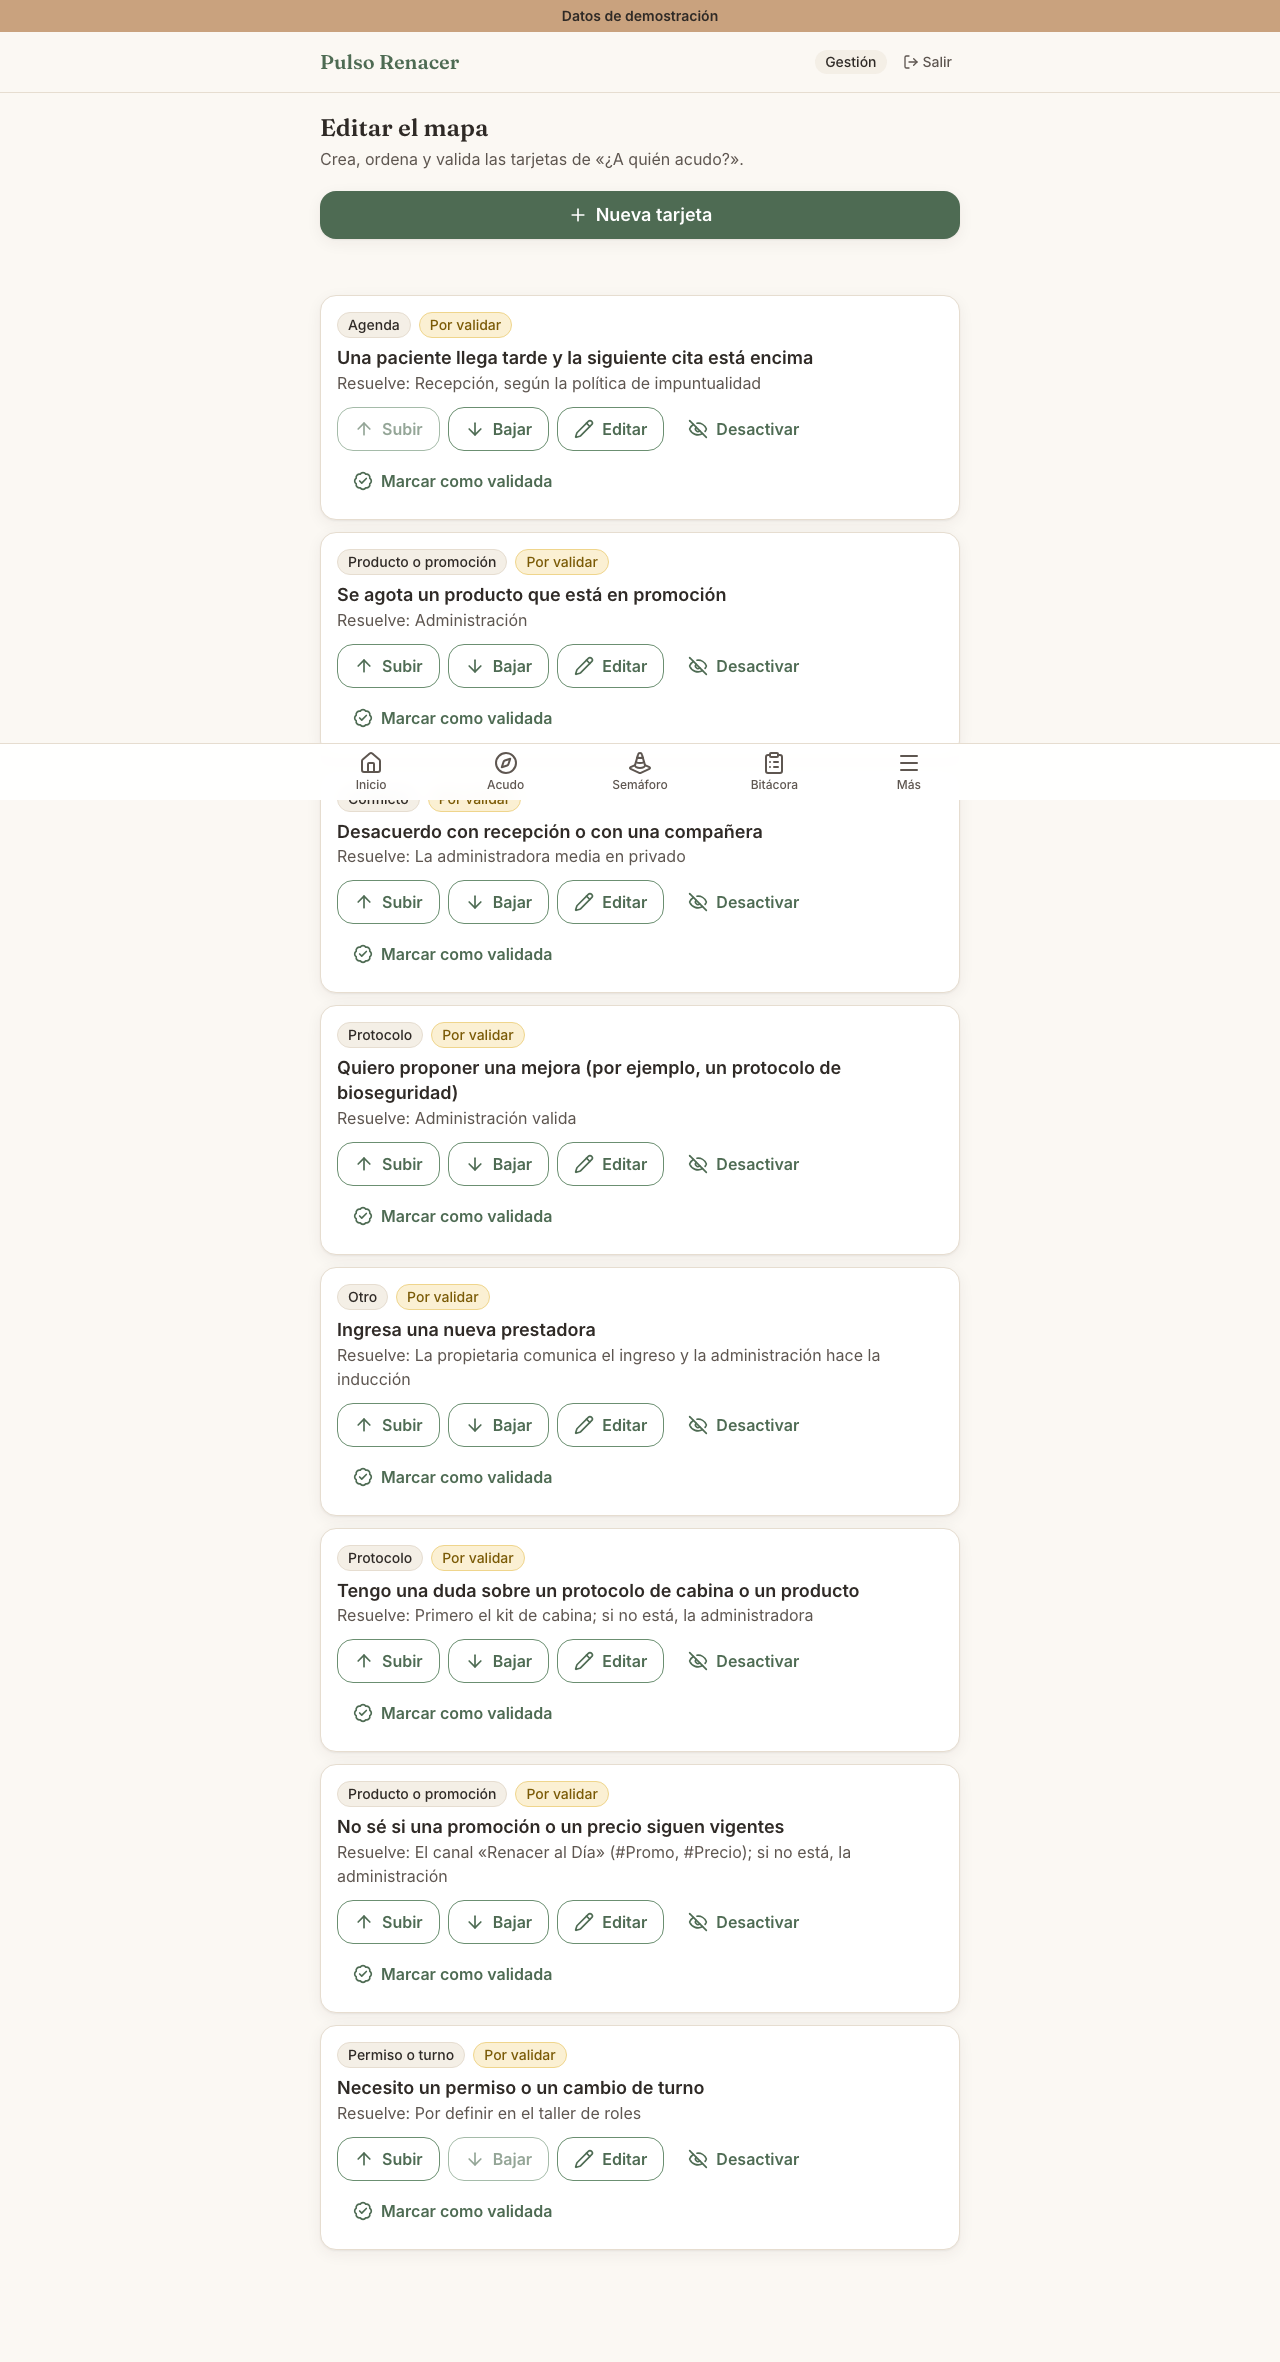 Datos de demostración
Pulso Renacer
Gestión
Salir
Editar el mapa
Crea, ordena y valida las tarjetas de «¿A quién acudo?».
Nueva tarjeta
Agenda
Por validar
Una paciente llega tarde y la siguiente cita está encima
Resuelve: Recepción, según la política de impuntualidad
Subir
Bajar
Editar
Desactivar
Marcar como validada
Producto o promoción
Por validar
Se agota un producto que está en promoción
Resuelve: Administración
Subir
Bajar
Editar
Desactivar
Marcar como validada
Inicio
Acudo
Semáforo
Bitácora
Más
Conflicto
Por validar
Desacuerdo con recepción o con una compañera
Resuelve: La administradora media en privado
Subir
Bajar
Editar
Desactivar
Marcar como validada
Protocolo
Por validar
Quiero proponer una mejora (por ejemplo, un protocolo de
bioseguridad)
Resuelve: Administración valida
Subir
Bajar
Editar
Desactivar
Marcar como validada
Otro
Por validar
Ingresa una nueva prestadora
Resuelve: La propietaria comunica el ingreso y la administración hace la
inducción
Subir
Bajar
Editar
Desactivar
Marcar como validada
Protocolo
Por validar
Tengo una duda sobre un protocolo de cabina o un producto
Resuelve: Primero el kit de cabina; si no está, la administradora
Subir
Bajar
Editar
Desactivar
Marcar como validada
Producto o promoción
Por validar
No sé si una promoción o un precio siguen vigentes
Resuelve: El canal «Renacer al Día» (#Promo, #Precio); si no está, la
administración
Subir
Bajar
Editar
Desactivar
Marcar como validada
Permiso o turno
Por validar
Necesito un permiso o un cambio de turno
Resuelve: Por definir en el taller de roles
Subir
Bajar
Editar
Desactivar
Marcar como validada